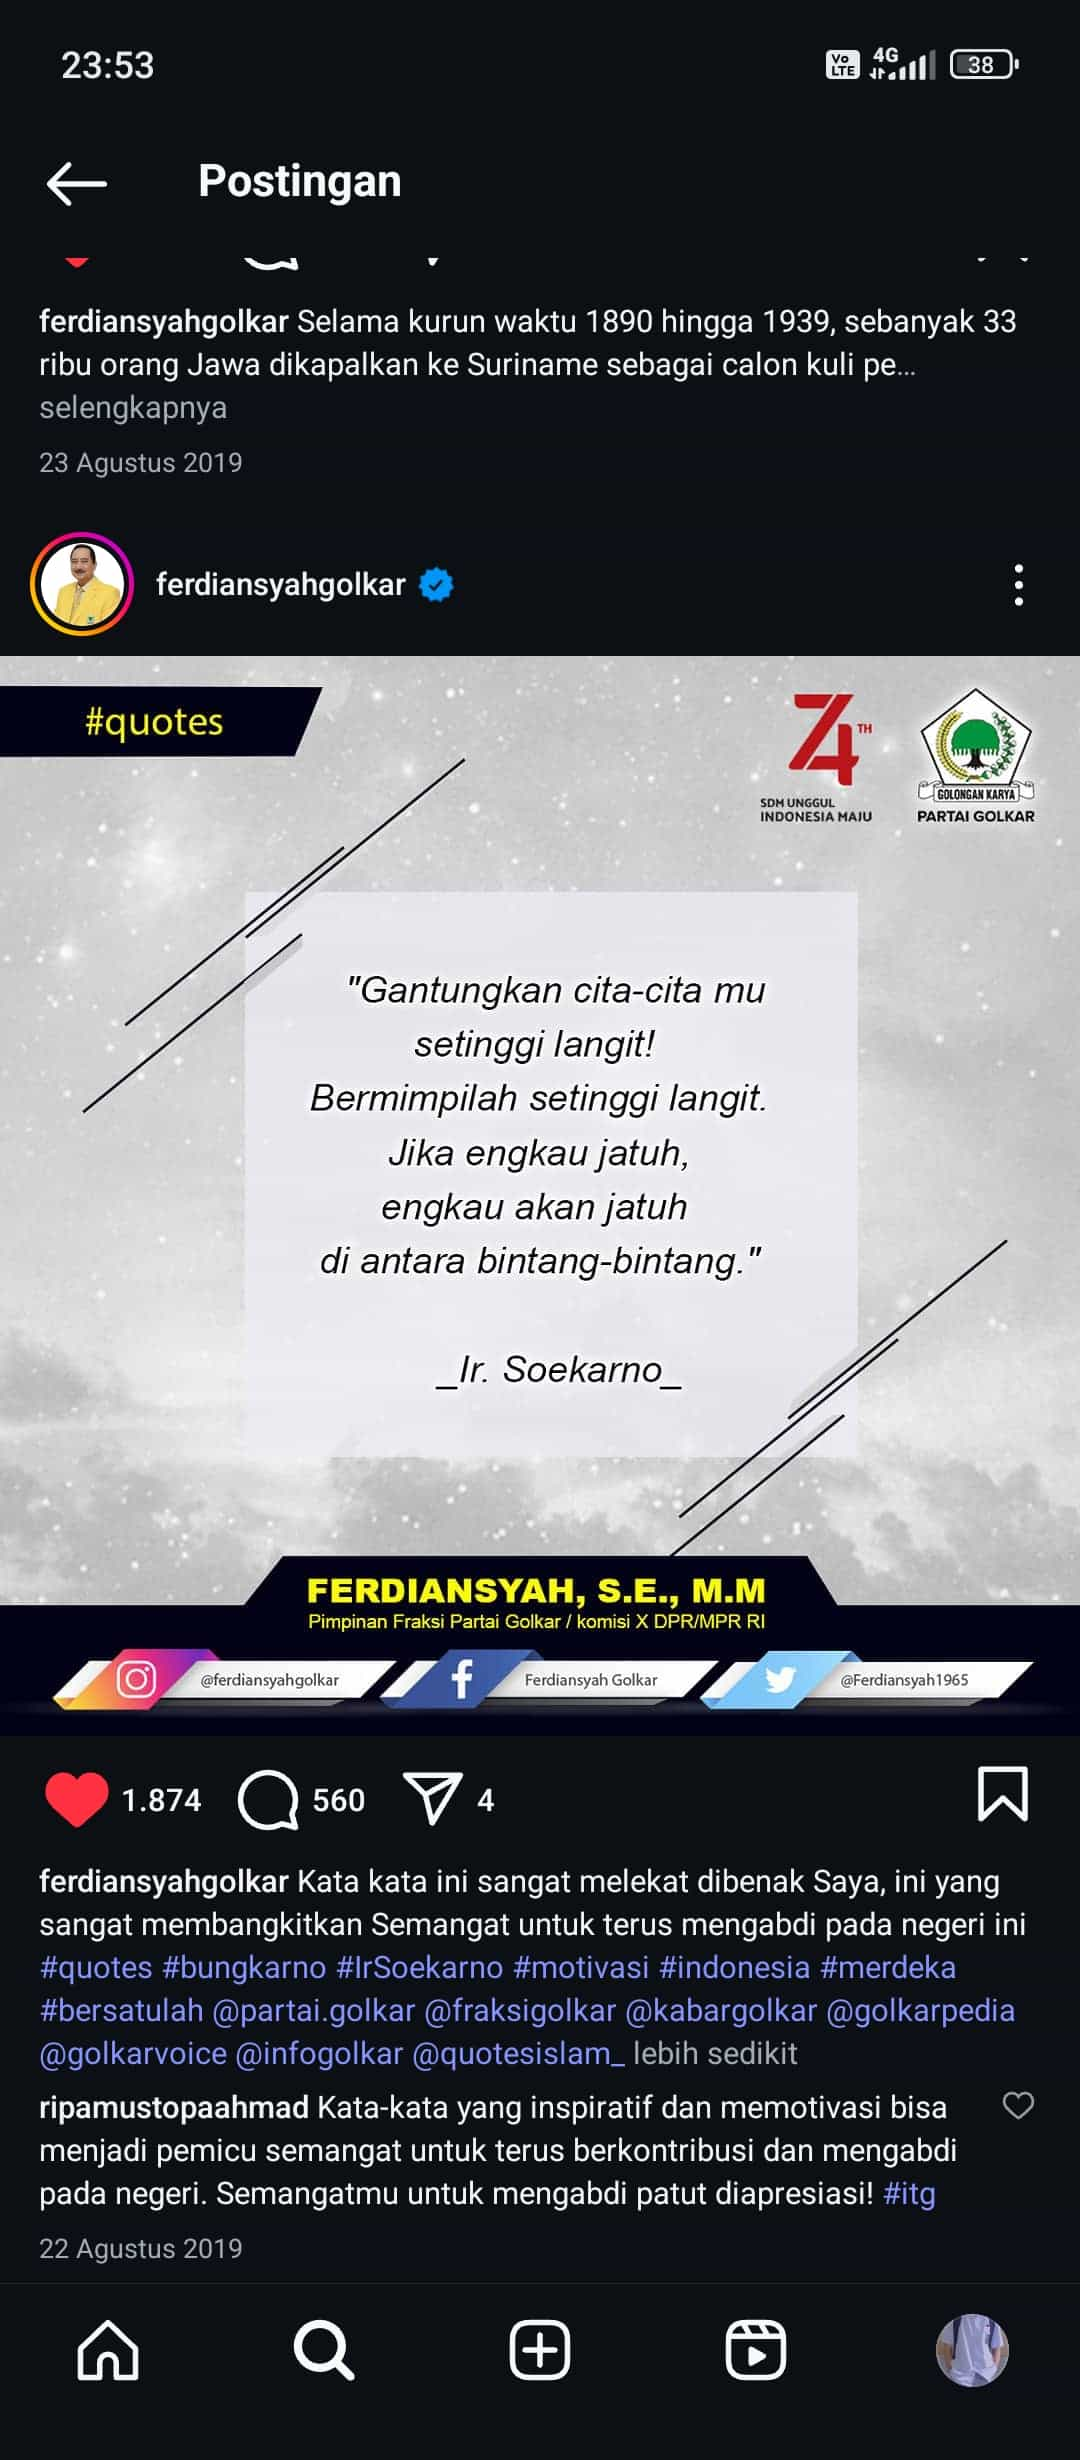 23:53
Vo LTE 4G 38
Postingan
ferdiansyahgolkar Selama kurun waktu 1890 hingga 1939, sebanyak 33
ribu orang Jawa dikapalkan ke Suriname sebagai calon kuli pe...
selengkapnya
23 Agustus 2019
ferdiansyahgolkar
#quotes
74TH
SDM UNGGUL
INDONESIA MAJU
GOLONGAN KARYA
PARTAI GOLKAR
"Gantungkan cita-cita mu
setinggi langit!
Bermimpilah setinggi langit.
Jika engkau jatuh,
engkau akan jatuh
di antara bintang-bintang."
_Ir. Soekarno_
FERDIANSYAH, S.E., M.M
Pimpinan Fraksi Partai Golkar / komisi X DPR/MPR RI
@ferdiansyahgolkar
f Ferdiansyah Golkar
@Ferdiansyah1965
1.874 560 4
ferdiansyahgolkar Kata kata ini sangat melekat dibenak Saya, ini yang
sangat membangkitkan Semangat untuk terus mengabdi pada negeri ini
#quotes #bungkarno #IrSoekarno #motivasi #indonesia #merdeka
#bersatulah @partai.golkar @fraksigolkar @kabargolkar @golkarpedia
@golkarvoice @infogolkar @quotesislam_ lebih sedikit
ripamustopaahmad Kata-kata yang inspiratif dan memotivasi bisa
menjadi pemicu semangat untuk terus berkontribusi dan mengabdi
pada negeri. Semangatmu untuk mengabdi patut diapresiasi! #itg
22 Agustus 2019